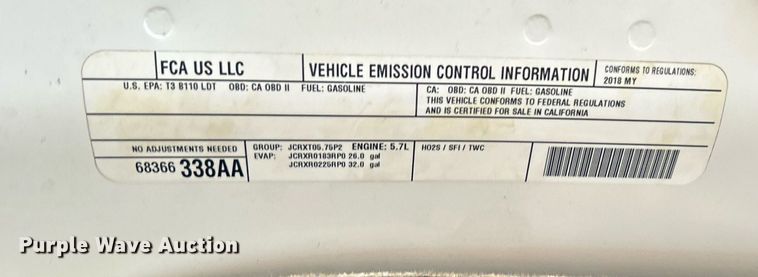 FCA US LLC
VEHICLE EMISSION CONTROL INFORMATION
CONFORMS TO REGULATIONS:
2018 MY
U.S. EPA: T3 B110 LDT OBD: CA OBD II FUEL: GASOLINE
CA: OBD: CA OBD II FUEL: GASOLINE
THIS VEHICLE CONFORMS TO FEDERAL REGULATIONS
AND IS CERTIFIED FOR SALE IN CALIFORNIA
NO ADJUSTMENTS NEEDED
68366 338AA
GROUP: JCRXT05.75P2 ENGINE: 5.7L
EVAP: JCRXR0183RP0 26.0 gal
JCRXR0225RP0 32.0 gal
HO2S / SFI / TWC
Purple Wave Auction